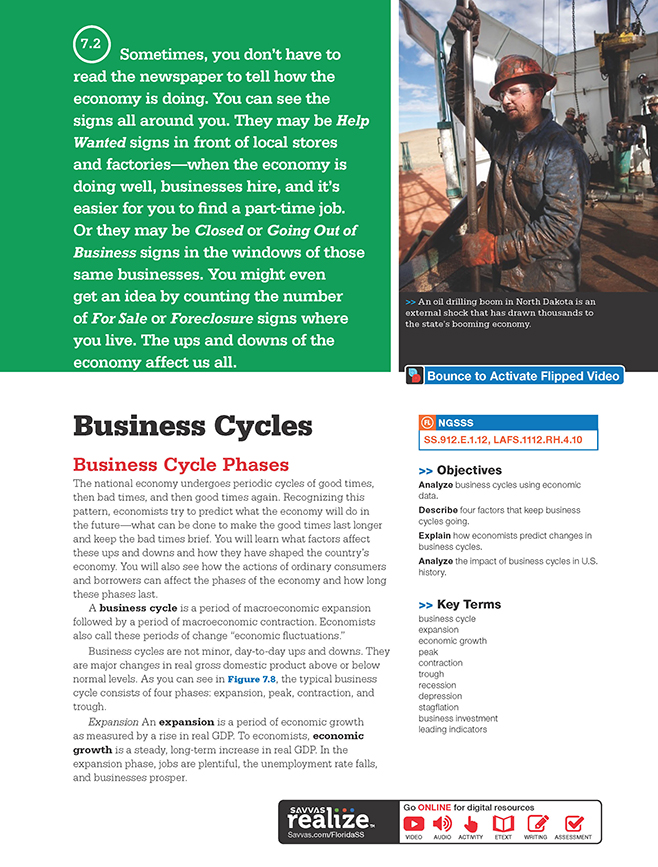 7.2
Sometimes, you don't have to
read the newspaper to tell how the
economy is doing. You can see the
signs all around you. They may be Help
Wanted signs in front of local stores
and factories—when the economy is
doing well, businesses hire, and it's
easier for you to find a part-time job.
Or they may be Closed or Going Out of
Business signs in the windows of those
same businesses. You might even
get an idea by counting the number
of For Sale or Foreclosure signs where
you live. The ups and downs of the
economy affect us all.
>> An oil drilling boom in North Dakota is an
external shock that has drawn thousands to
the state's booming economy.
Bounce to Activate Flipped Video
Business Cycles
Business Cycle Phases
The national economy undergoes periodic cycles of good times,
then bad times, and then good times again. Recognizing this
pattern, economists try to predict what the economy will do in
the future—what can be done to make the good times last longer
and keep the bad times brief. You will learn what factors affect
these ups and downs and how they have shaped the country's
economy. You will also see how the actions of ordinary consumers
and borrowers can affect the phases of the economy and how long
these phases last.
A business cycle is a period of macroeconomic expansion
followed by a period of macroeconomic contraction. Economists
also call these periods of change “economic fluctuations.”
Business cycles are not minor, day-to-day ups and downs. They
are major changes in real gross domestic product above or below
normal levels. As you can see in Figure 7.8, the typical business
cycle consists of four phases: expansion, peak, contraction, and
trough.
Expansion An expansion is a period of economic growth
as measured by a rise in real GDP. To economists, economic
growth is a steady, long-term increase in real GDP. In the
expansion phase, jobs are plentiful, the unemployment rate falls,
and businesses prosper.
NGSSS
SS.912.E.1.12, LAFS.1112.RH.4.10
>> Objectives
Analyze business cycles using economic
data.
Describe four factors that keep business
cycles going.
Explain how economists predict changes in
business cycles.
Analyze the impact of business cycles in U.S.
history.
>> Key Terms
business cycle
expansion
economic growth
peak
contraction
trough
recession
depression
stagflation
business investment
leading indicators
SAVVAS
realize™
Savvas.com/FloridaSS
Go ONLINE for digital resources
VIDEO AUDIO ACTIVITY ETEXT WRITING ASSESSMENT